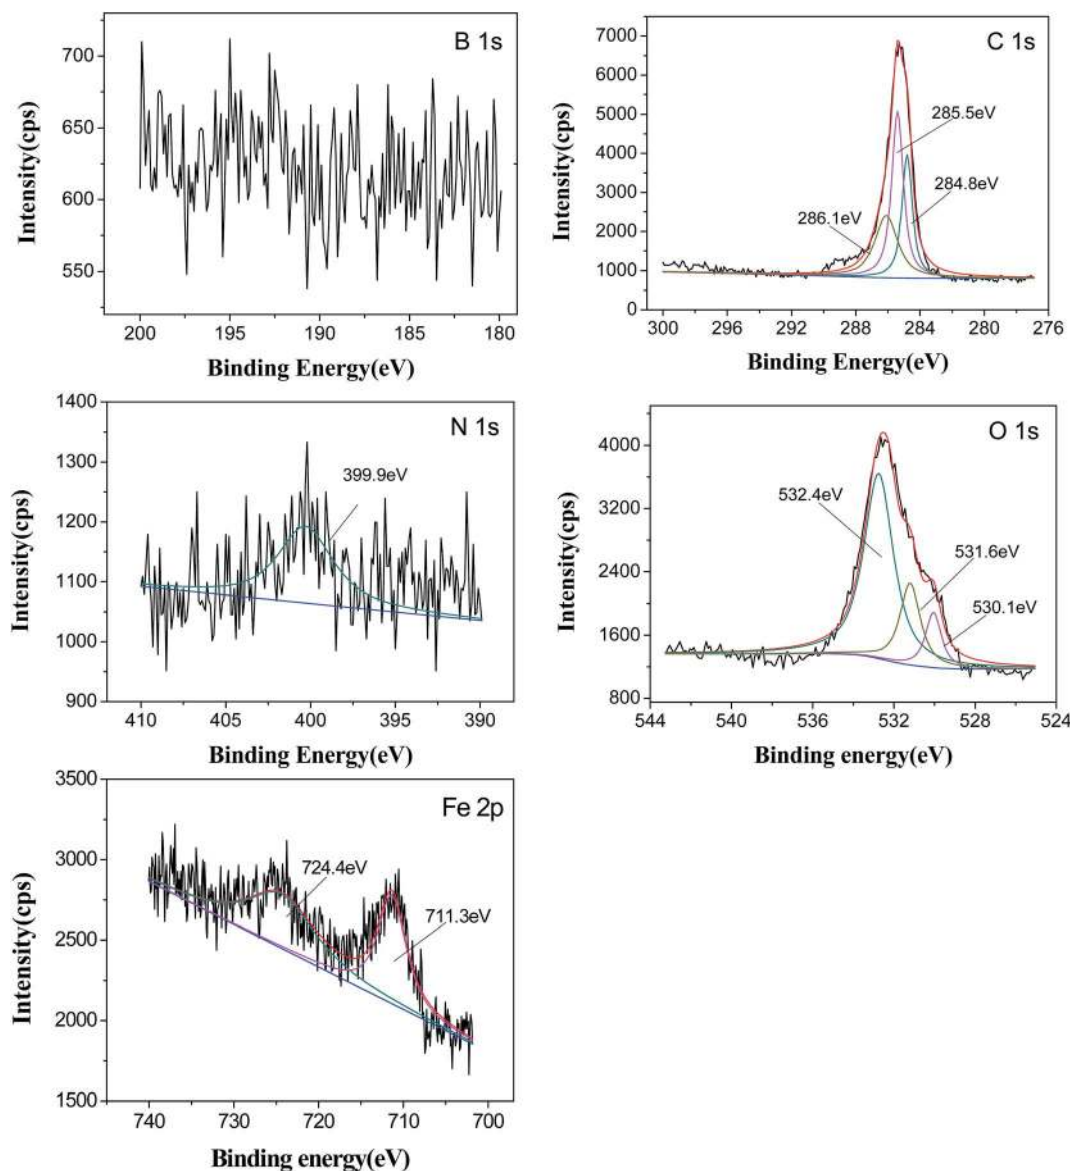 B 1s
Intensity(cps)
700
650
600
550
200 195 190 185 180
Binding Energy(eV)
C 1s
Intensity(cps)
7000
6000
5000
4000
3000
2000
1000
0
285.5eV
284.8eV
286.1eV
300 296 292 288 284 280 276
Binding Energy(eV)
N 1s
Intensity(cps)
1400
1300
1200
1100
1000
900
399.9eV
410 405 400 395 390
Binding Energy(eV)
O 1s
Intensity(cps)
4000
3200
2400
1600
800
532.4eV
531.6eV
530.1eV
544 540 536 532 528 524
Binding energy(eV)
Fe 2p
Intensity(cps)
3500
3000
2500
2000
1500
724.4eV
711.3eV
740 730 720 710 700
Binding energy(eV)